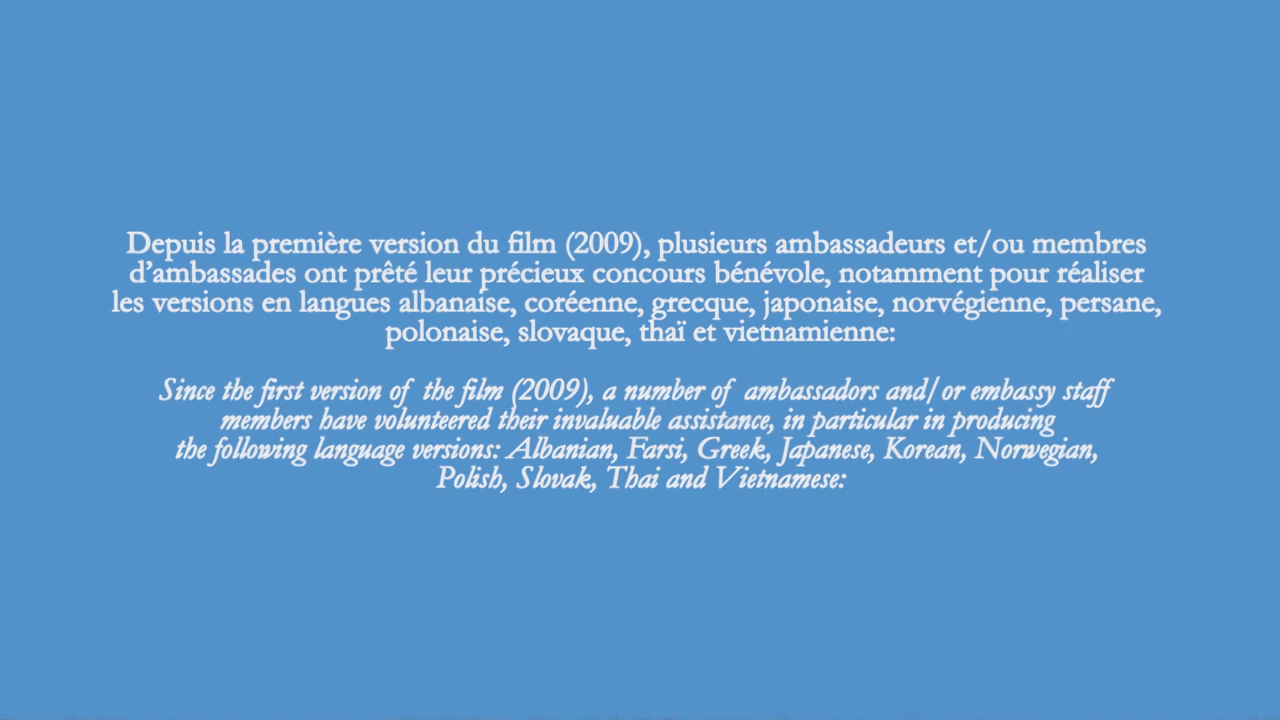 Depuis la première version du film (2009), plusieurs ambassadeurs et/ou membres
d’ambassades ont prêté leur précieux concours bénévole, notamment pour réaliser
les versions en langues albanaise, coréenne, grecque, japonaise, norvégienne, persane,
polonaise, slovaque, thaï et vietnamienne:
Since the first version of the film (2009), a number of ambassadors and/or embassy staff
members have volunteered their invaluable assistance, in particular in producing
the following language versions: Albanian, Farsi, Greek, Japanese, Korean, Norwegian,
Polish, Slovak, Thai and Vietnamese: